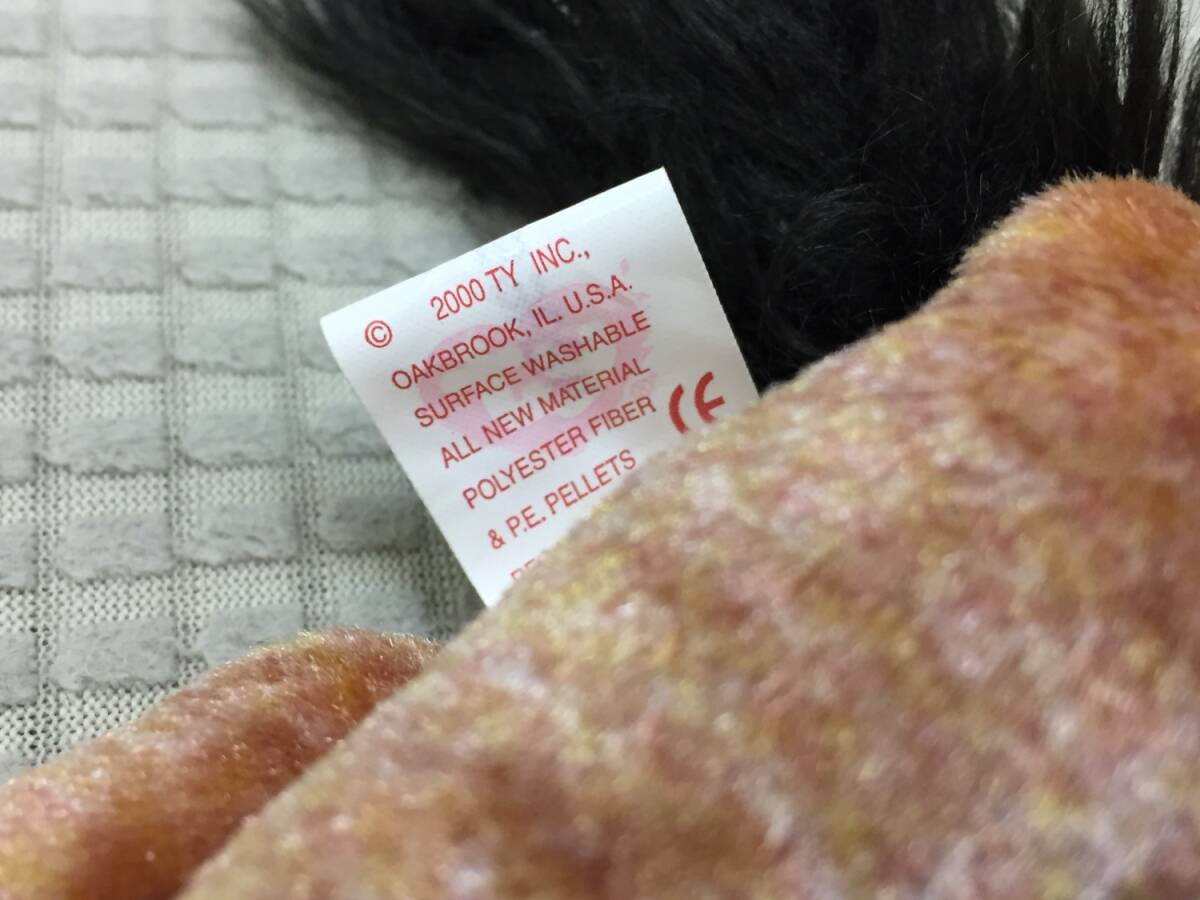 © 2000 TY INC.,
OAKBROOK, IL. U.S.A.
SURFACE WASHABLE
ALL NEW MATERIAL
POLYESTER FIBER
& P.E. PELLETS
CE